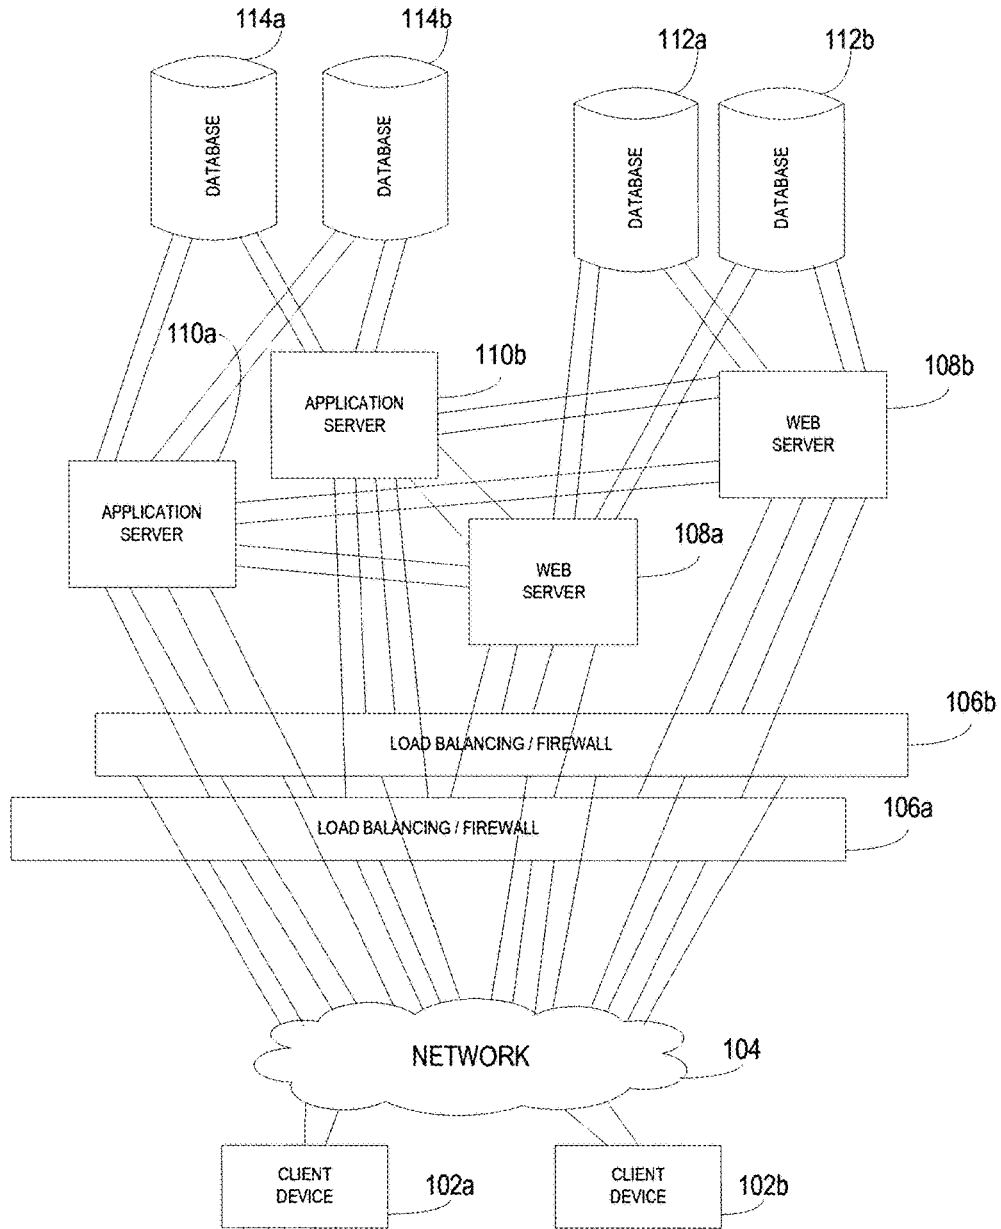 114a
114b
112a
112b
DATABASE
DATABASE
DATABASE
DATABASE
110a
110b
108b
APPLICATION
SERVER
WEB
SERVER
APPLICATION
SERVER
108a
WEB
SERVER
106b
LOAD BALANCING / FIREWALL
106a
LOAD BALANCING / FIREWALL
NETWORK
104
CLIENT
DEVICE
102a
CLIENT
DEVICE
102b